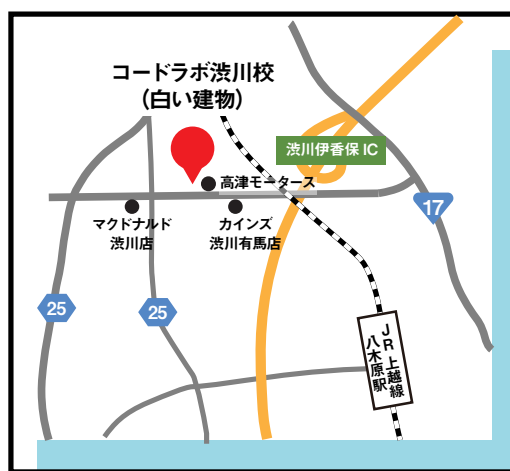 コードラボ渋川校
(白い建物)
渋川伊香保 IC
高津モータース
マクドナルド
渋川店
カインズ
渋川有馬店
17
25
25
JR上越線
八木原駅